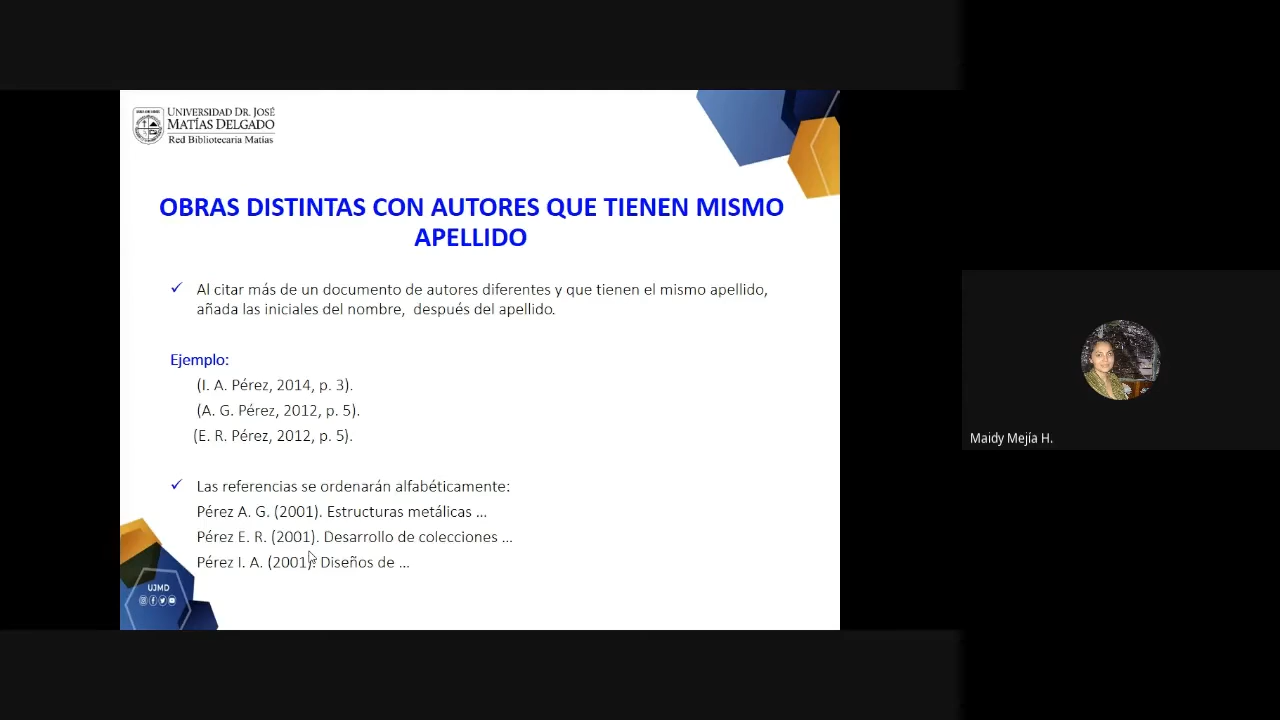 UNIVERSIDAD DR. JOSÉ
MATÍAS DELGADO
Red Bibliotecaria Matías
OBRAS DISTINTAS CON AUTORES QUE TIENEN MISMO
APELLIDO
✓ Al citar más de un documento de autores diferentes y que tienen el mismo apellido,
añada las iniciales del nombre, después del apellido.
Ejemplo:
(I. A. Pérez, 2014, p. 3).
(A. G. Pérez, 2012, p. 5).
(E. R. Pérez, 2012, p. 5).
✓ Las referencias se ordenarán alfabéticamente:
Pérez A. G. (2001). Estructuras metálicas ...
Pérez E. R. (2001). Desarrollo de colecciones ...
Pérez I. A. (2001). Diseños de ...
UJMD
Maidy Mejía H.